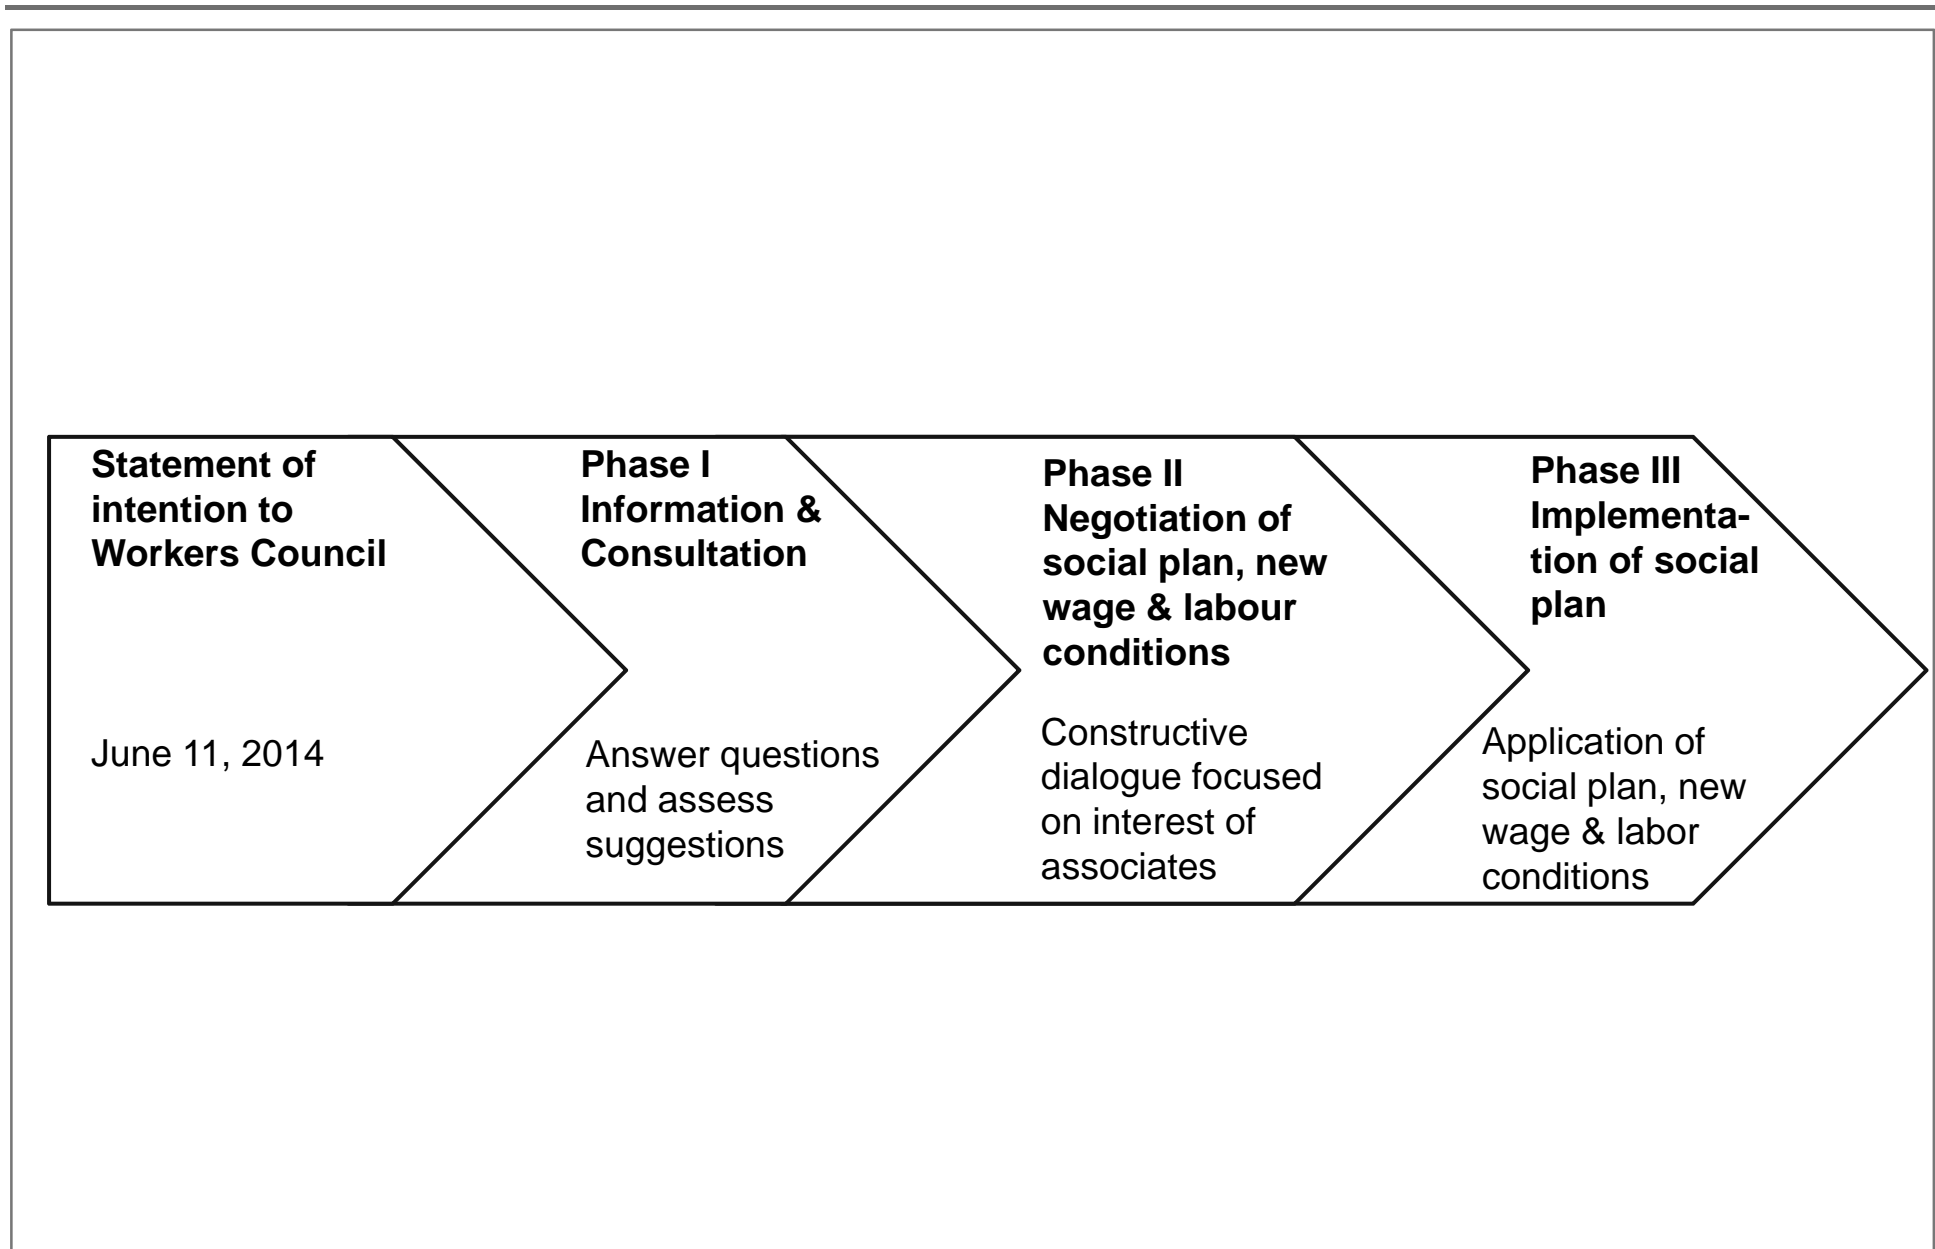 Statement of
intention to
Workers Council
June 11, 2014
Phase I
Information &
Consultation
Answer questions
and assess
suggestions
Phase II
Negotiation of
social plan, new
wage & labour
conditions
Constructive
dialogue focused
on interest of
associates
Phase III
Implementa-
tion of social
plan
Application of
social plan, new
wage & labor
conditions